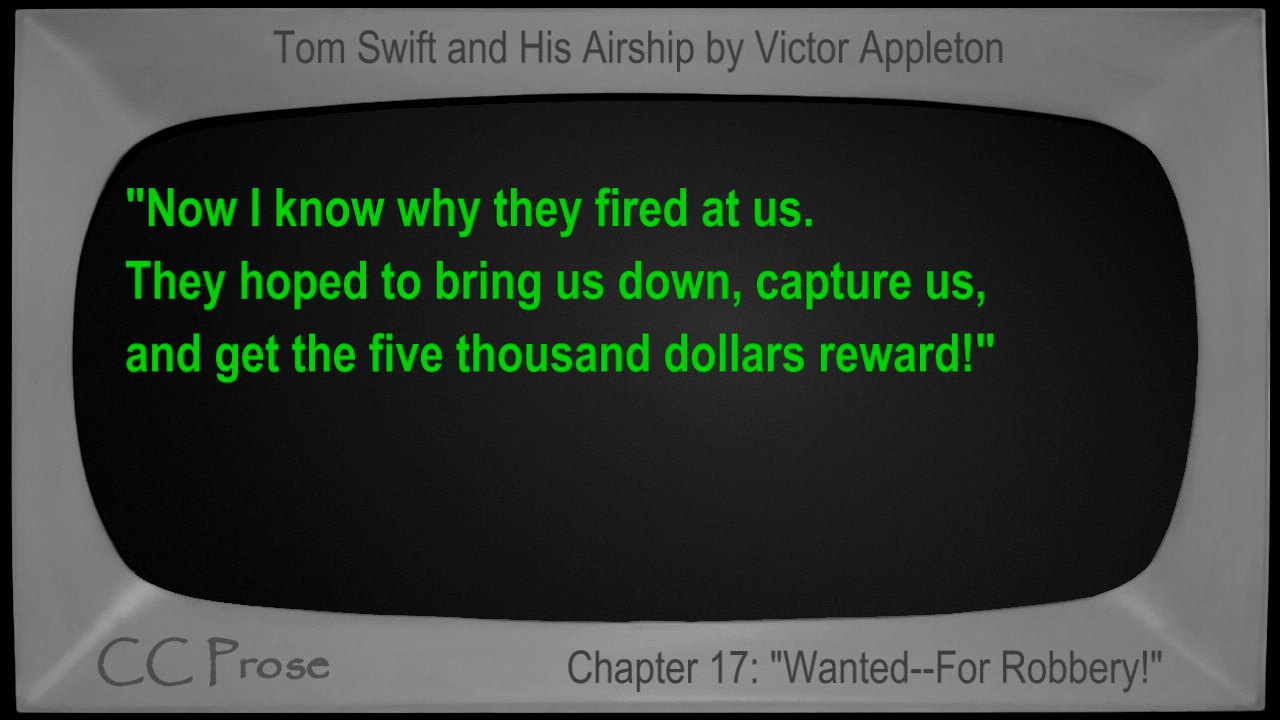 Tom Swift and His Airship by Victor Appleton
"Now I know why they fired at us.
They hoped to bring us down, capture us,
and get the five thousand dollars reward!"
CC Prose
Chapter 17: "Wanted--For Robbery!"